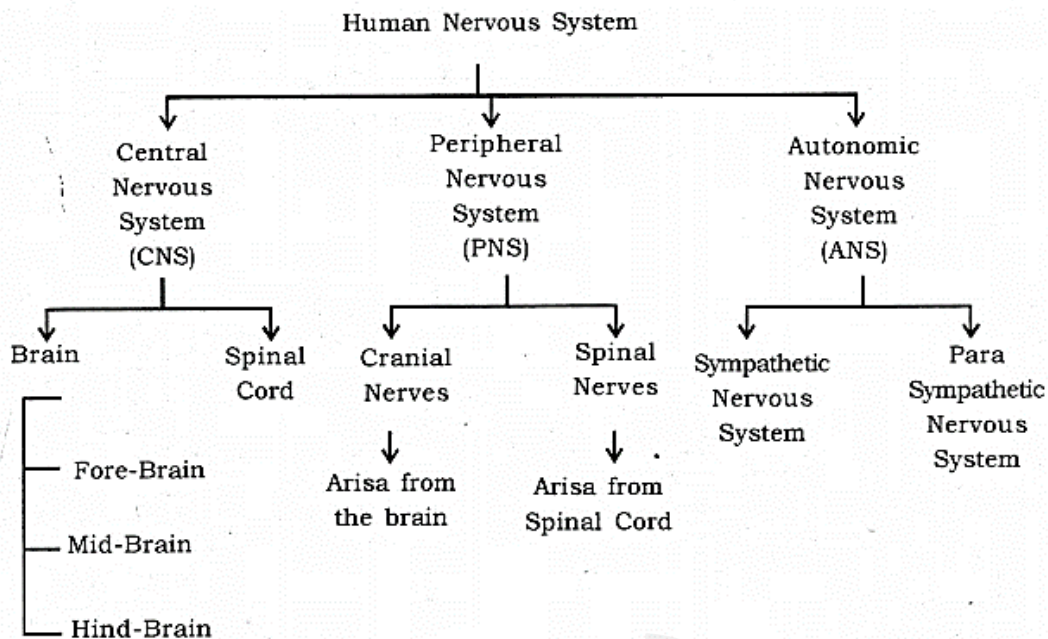 Human Nervous System
Central
Nervous
System
(CNS)
Peripheral
Nervous
System
(PNS)
Autonomic
Nervous
System
(ANS)
Brain
Spinal
Cord
Cranial
Nerves
Spinal
Nerves
Sympathetic
Nervous
System
Para
Sympathetic
Nervous
System
Fore-Brain
Mid-Brain
Hind-Brain
Arisa from
the brain
Arisa from
Spinal Cord